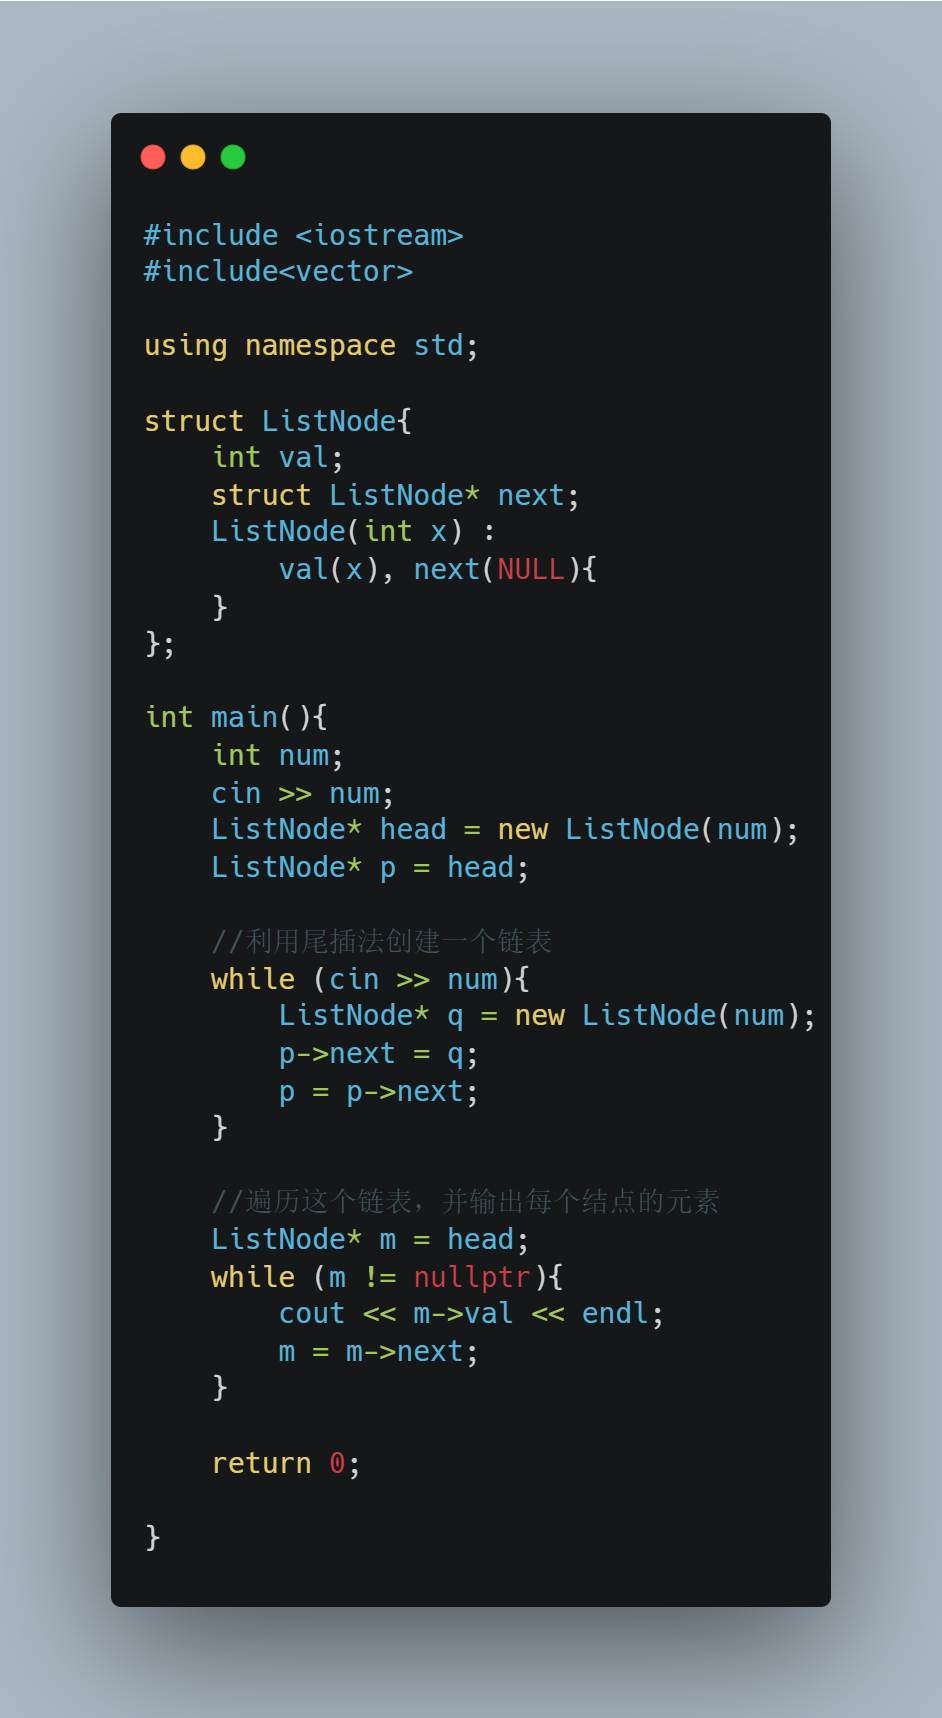 #include <iostream>
#include<vector>
using namespace std;
struct ListNode{
    int val;
    struct ListNode* next;
    ListNode(int x) :
        val(x), next(NULL){
    }
};
int main(){
    int num;
    cin >> num;
    ListNode* head = new ListNode(num);
    ListNode* p = head;
    //利用尾插法创建一个链表
    while (cin >> num){
        ListNode* q = new ListNode(num);
        p->next = q;
        p = p->next;
    }
    //遍历这个链表，并输出每个结点的元素
    ListNode* m = head;
    while (m != nullptr){
        cout << m->val << endl;
        m = m->next;
    }
    return 0;
}